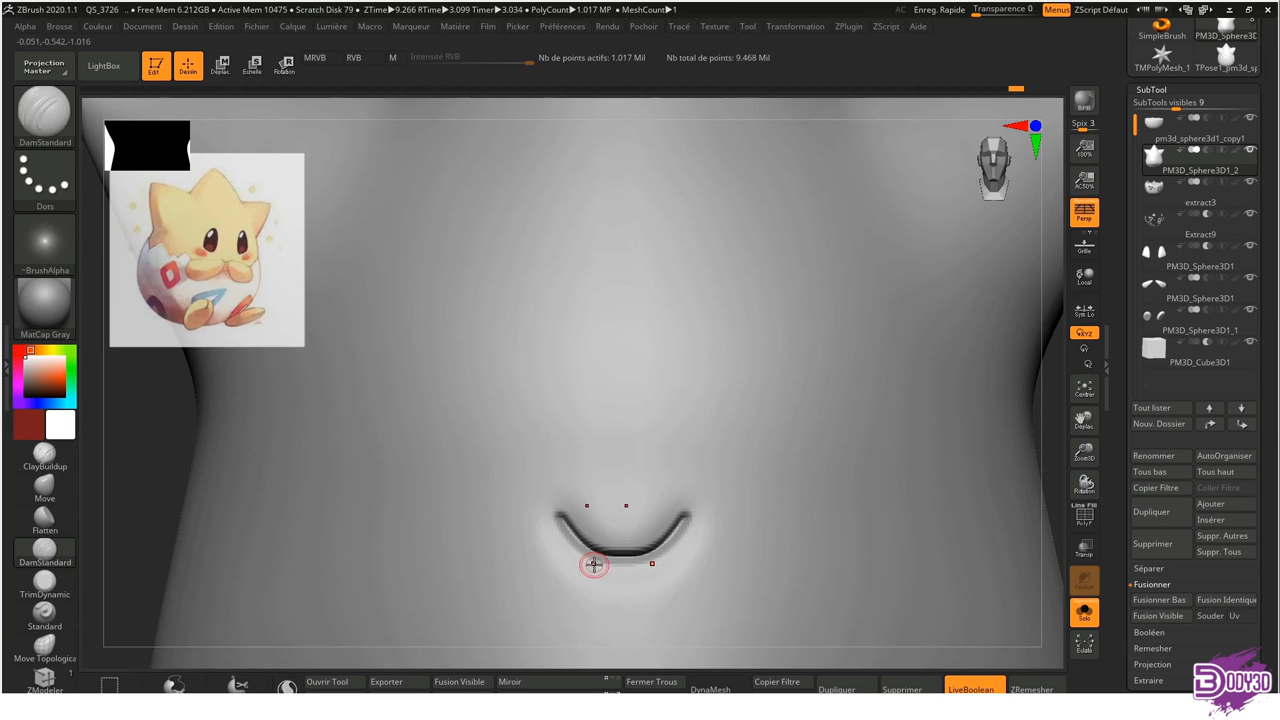 ZBrush 2020.1.1 QS_3726 .. • Free Mem 6.212GB • Active Mem 10475 • Scratch Disk 79 • ZTime▶9.266 RTime▶3.099 Timer▶3.034 • PolyCount▶1.017 MP • MeshCount▶1
AC Enreg. Rapide Transparence 0 Menus ZScript Défaut
Alpha Brosse Couleur Document Dessin Edition Fichier Calque Lumière Macro Marqueur Matière Film Préférences Rendu Pochoir Tracé Texture Tool Transformation ZPlugin ZScript Aide
-0.051,-0.542,-1.016
Projection
Master
LightBox
Edit
Dessin
Déplac.
Echelle
Rotation
MRVB RVB M
Intensité RVB
Nb de points actifs: 1.017 Mil
Nb total de points: 9.468 Mil
DamStandard
Dots
~BrushAlpha
MatCap Gray
ClayBuildup
Move
Flatten
DamStandard
TrimDynamic
Standard
Move Topologica
1
ZModeler
BPR
Spix 3
100%
AC50%
Persp
Grille
Local
Sym.Lo
XYZ
Centrer
Déplac.
Zoom3D
Rotation
Line Fill
PolyF
Transp
Solo
Eclaté
SimpleBrush
PM3D_Sphere3D
TMPolyMesh_1
TPose1_pm3d_sp
SubTool
SubTools visibles 9
pm3d_sphere3d1_copy1
PM3D_Sphere3D1_2
extract3
Extract9
PM3D_Sphere3D1
PM3D_Sphere3D1
PM3D_Sphere3D1_1
PM3D_Cube3D1
Tout lister
Nouv. Dossier
Renommer AutoOrganiser
Tous bas Tous haut
Copier Filtre Coller Filtre
Dupliquer
Ajouter
Insérer
Supprimer
Suppr. Autres
Suppr. Tous
Séparer
Fusionner
Fusionner Bas Fusion Identique
Fusion Visible Souder Uv
Booléen
Remesher
Projection
Extraire
Ouvrir Tool Exporter Fusion Visible Miroir Fermer Trous DynaMesh Copier Filtre Dupliquer Supprimer LiveBoolean ZRemesher
BODY3D